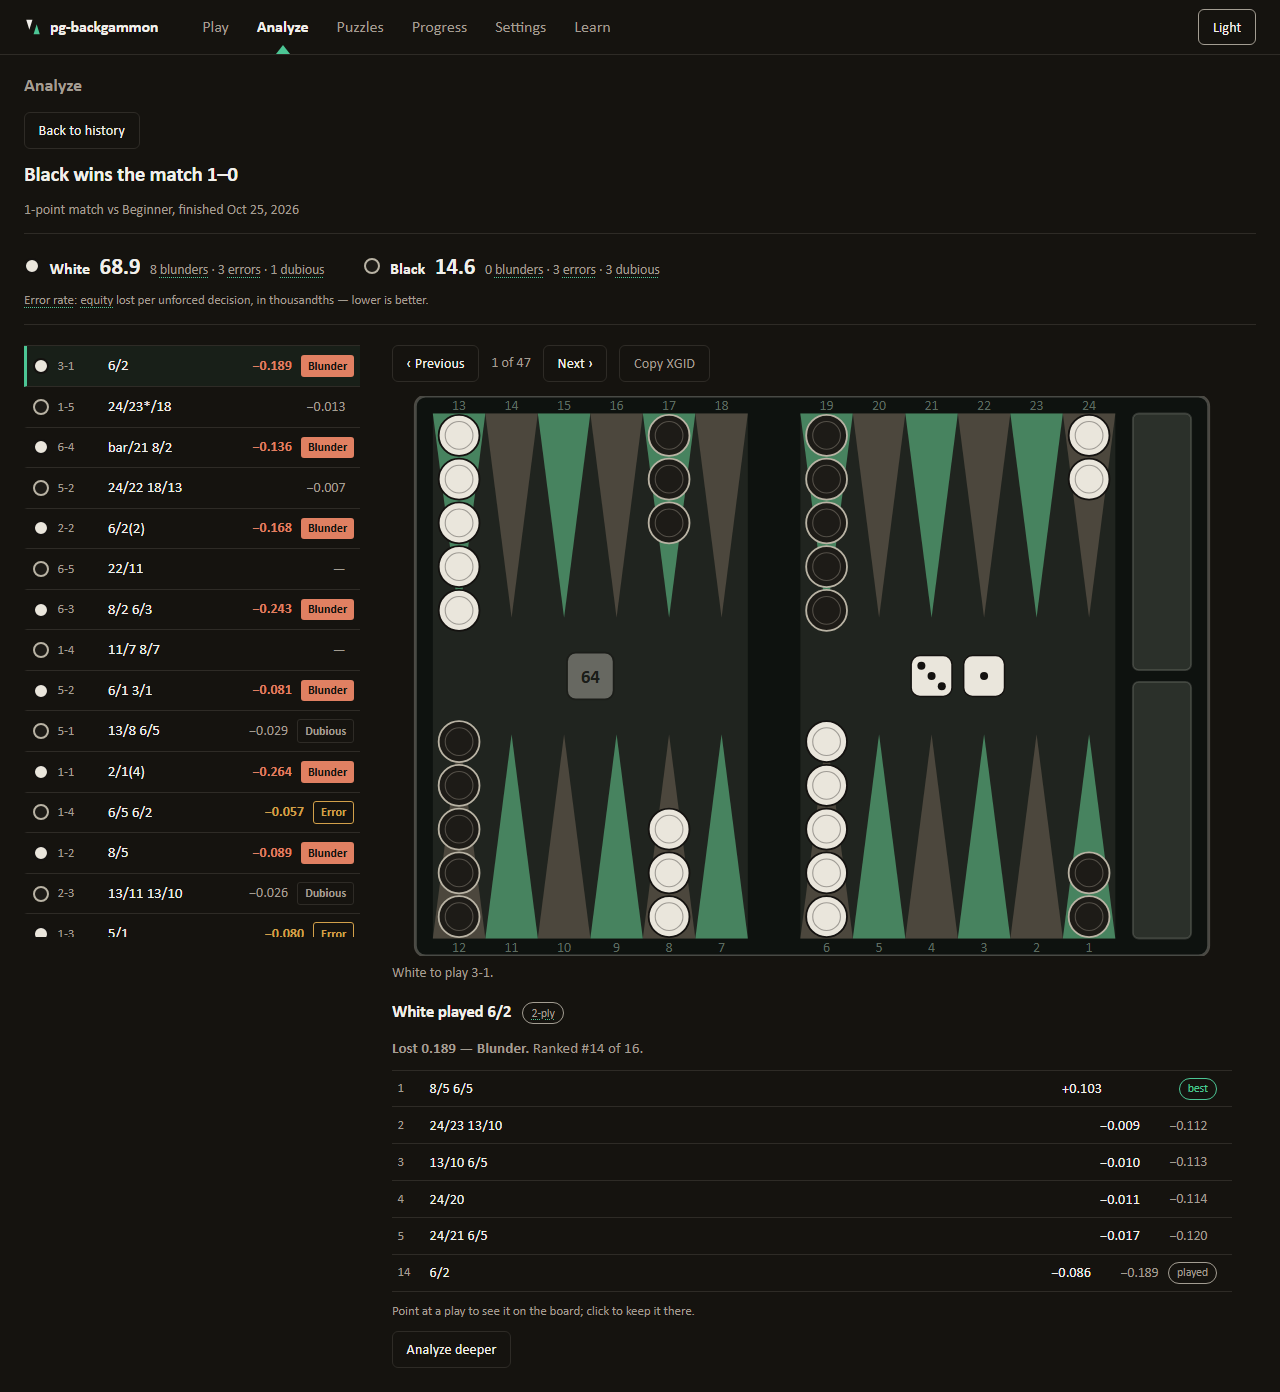 pg-backgammon Play Analyze Puzzles Progress Settings Learn Light
Analyze
Back to history
Black wins the match 1–0
1-point match vs Beginner, finished Oct 25, 2026
White 68.9 8 blunders · 3 errors · 1 dubious Black 14.6 0 blunders · 3 errors · 3 dubious
Error rate: equity lost per unforced decision, in thousandths — lower is better.
3-1 6/2 −0.189 Blunder
1-5 24/23*/18 −0.013
6-4 bar/21 8/2 −0.136 Blunder
5-2 24/22 18/13 −0.007
2-2 6/2(2) −0.168 Blunder
6-5 22/11 —
6-3 8/2 6/3 −0.243 Blunder
1-4 11/7 8/7 —
5-2 6/1 3/1 −0.081 Blunder
5-1 13/8 6/5 −0.029 Dubious
1-1 2/1(4) −0.264 Blunder
1-4 6/5 6/2 −0.057 Error
1-2 8/5 −0.089 Blunder
2-3 13/11 13/10 −0.026 Dubious
1-3 5/1 −0.080 Error
‹ Previous 1 of 47 Next › Copy XGID
13 14 15 16 17 18 19 20 21 22 23 24
64
12 11 10 9 8 7 6 5 4 3 2 1
White to play 3-1.
White played 6/2 2-ply
Lost 0.189 — Blunder. Ranked #14 of 16.
1 8/5 6/5 +0.103 best
2 24/23 13/10 −0.009 −0.112
3 13/10 6/5 −0.010 −0.113
4 24/20 −0.011 −0.114
5 24/21 6/5 −0.017 −0.120
14 6/2 −0.086 −0.189 played
Point at a play to see it on the board; click to keep it there.
Analyze deeper